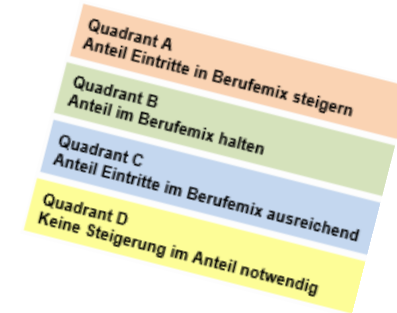 Quadrant A
Anteil Eintritte in Berufemix steigern
Quadrant B
Anteil im Berufemix halten
Quadrant C
Anteil Eintritte im Berufemix ausreichend
Quadrant D
Keine Steigerung im Anteil notwendig